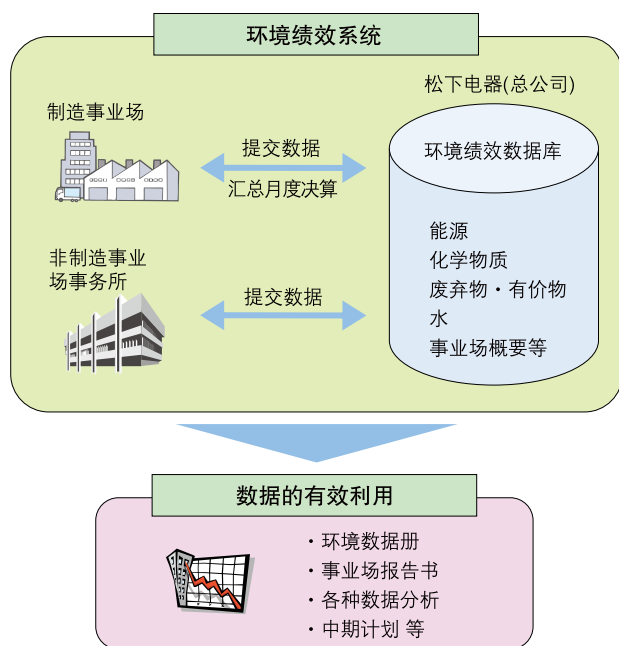 环境绩效系统
松下电器(总公司)
制造事业场
提交数据
汇总月度决算
环境绩效数据库
非制造事业
场事务所
提交数据
能源
化学物质
废弃物・有价物
水
事业场概要等
数据的有效利用
・环境数据册
・事业场报告书
・各种数据分析
・中期计划 等